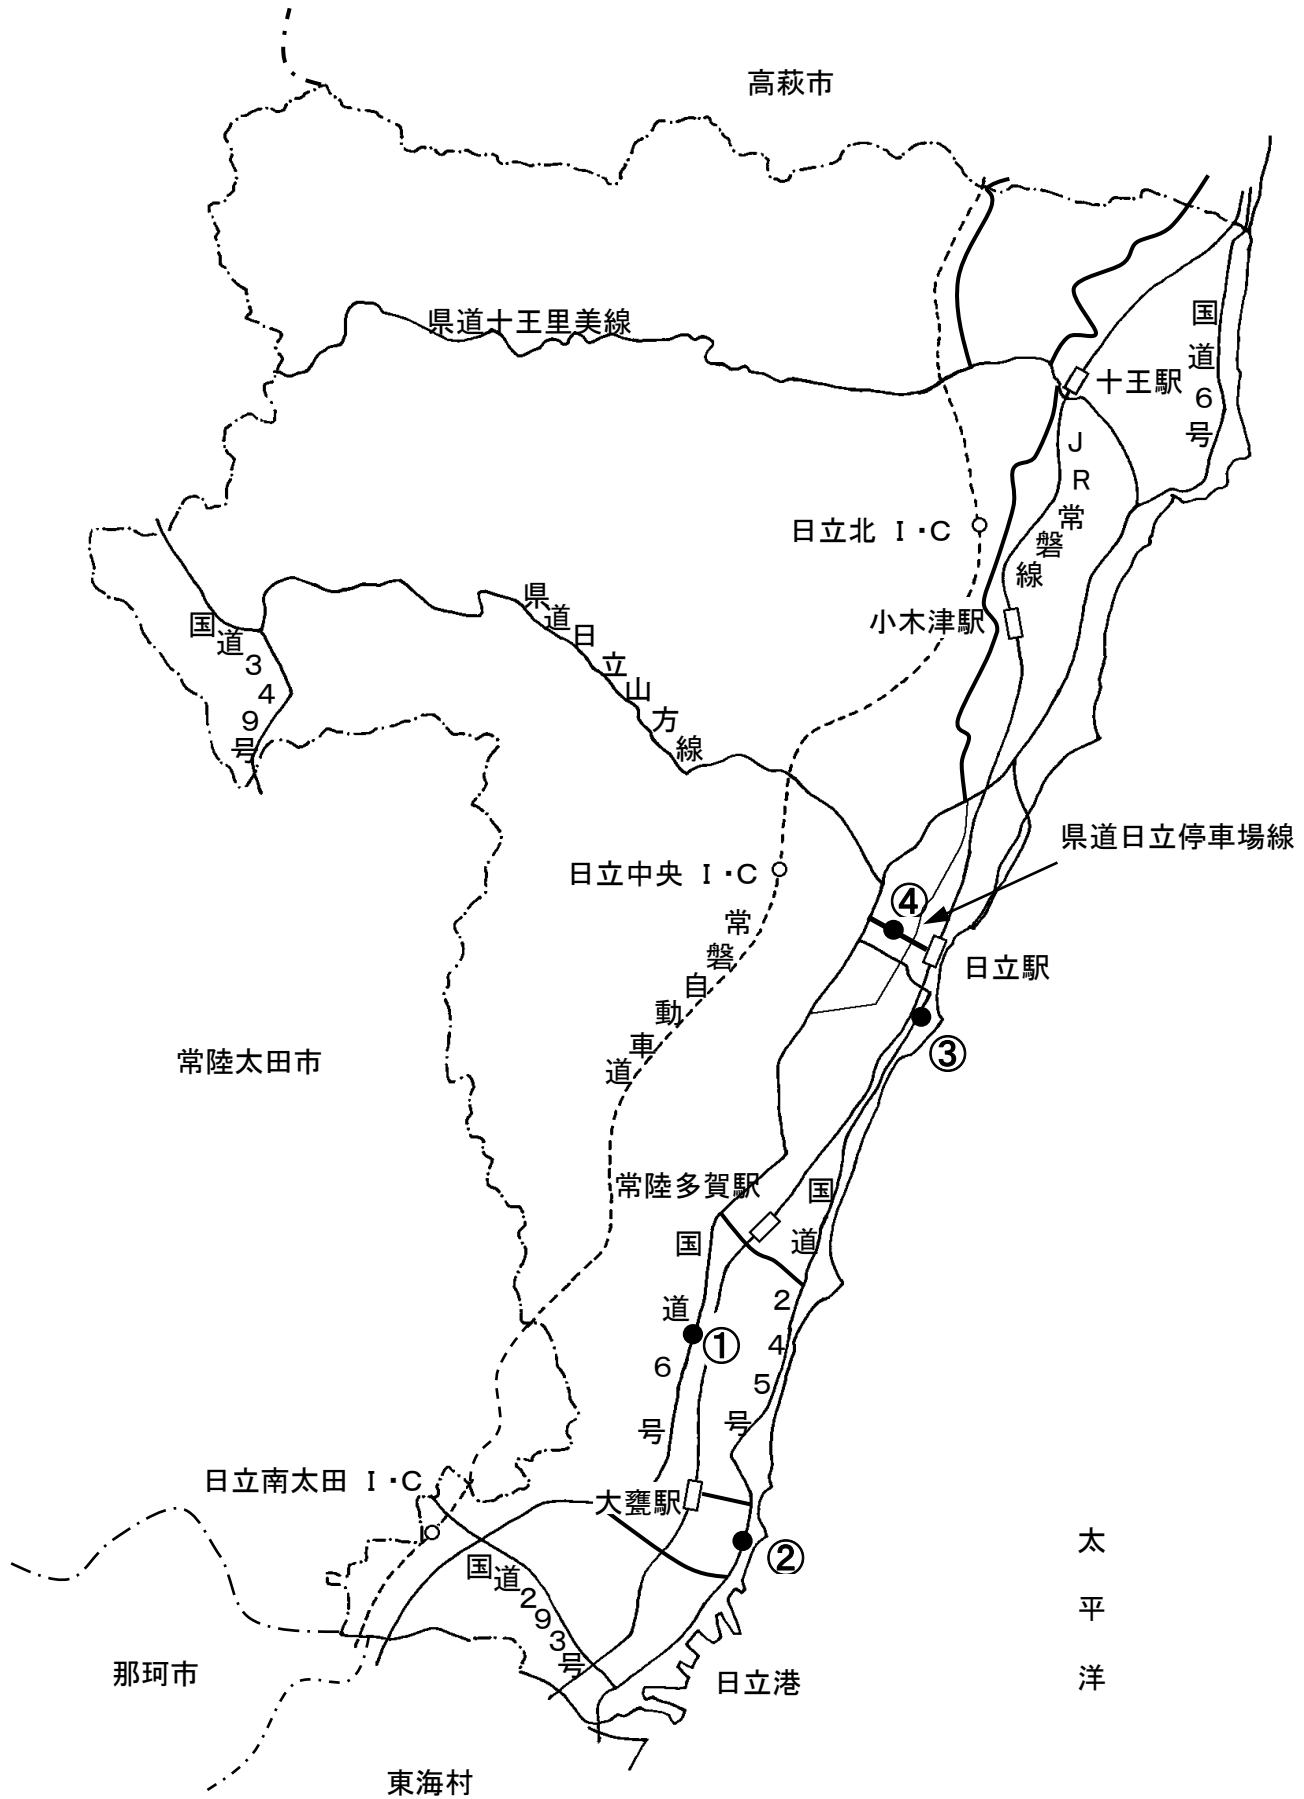 高萩市
県道十王里美線
国道6号
十王駅
JR常磐線
日立北 I・C
小木津駅
国道349号
県道日立山方線
県道日立停車場線
日立中央 I・C
④
常磐自動車道
日立駅
③
常陸太田市
常陸多賀駅
国道6号
国道245号
①
日立南太田 I・C
大甕駅
②
国道293号
太平洋
那珂市
日立港
東海村